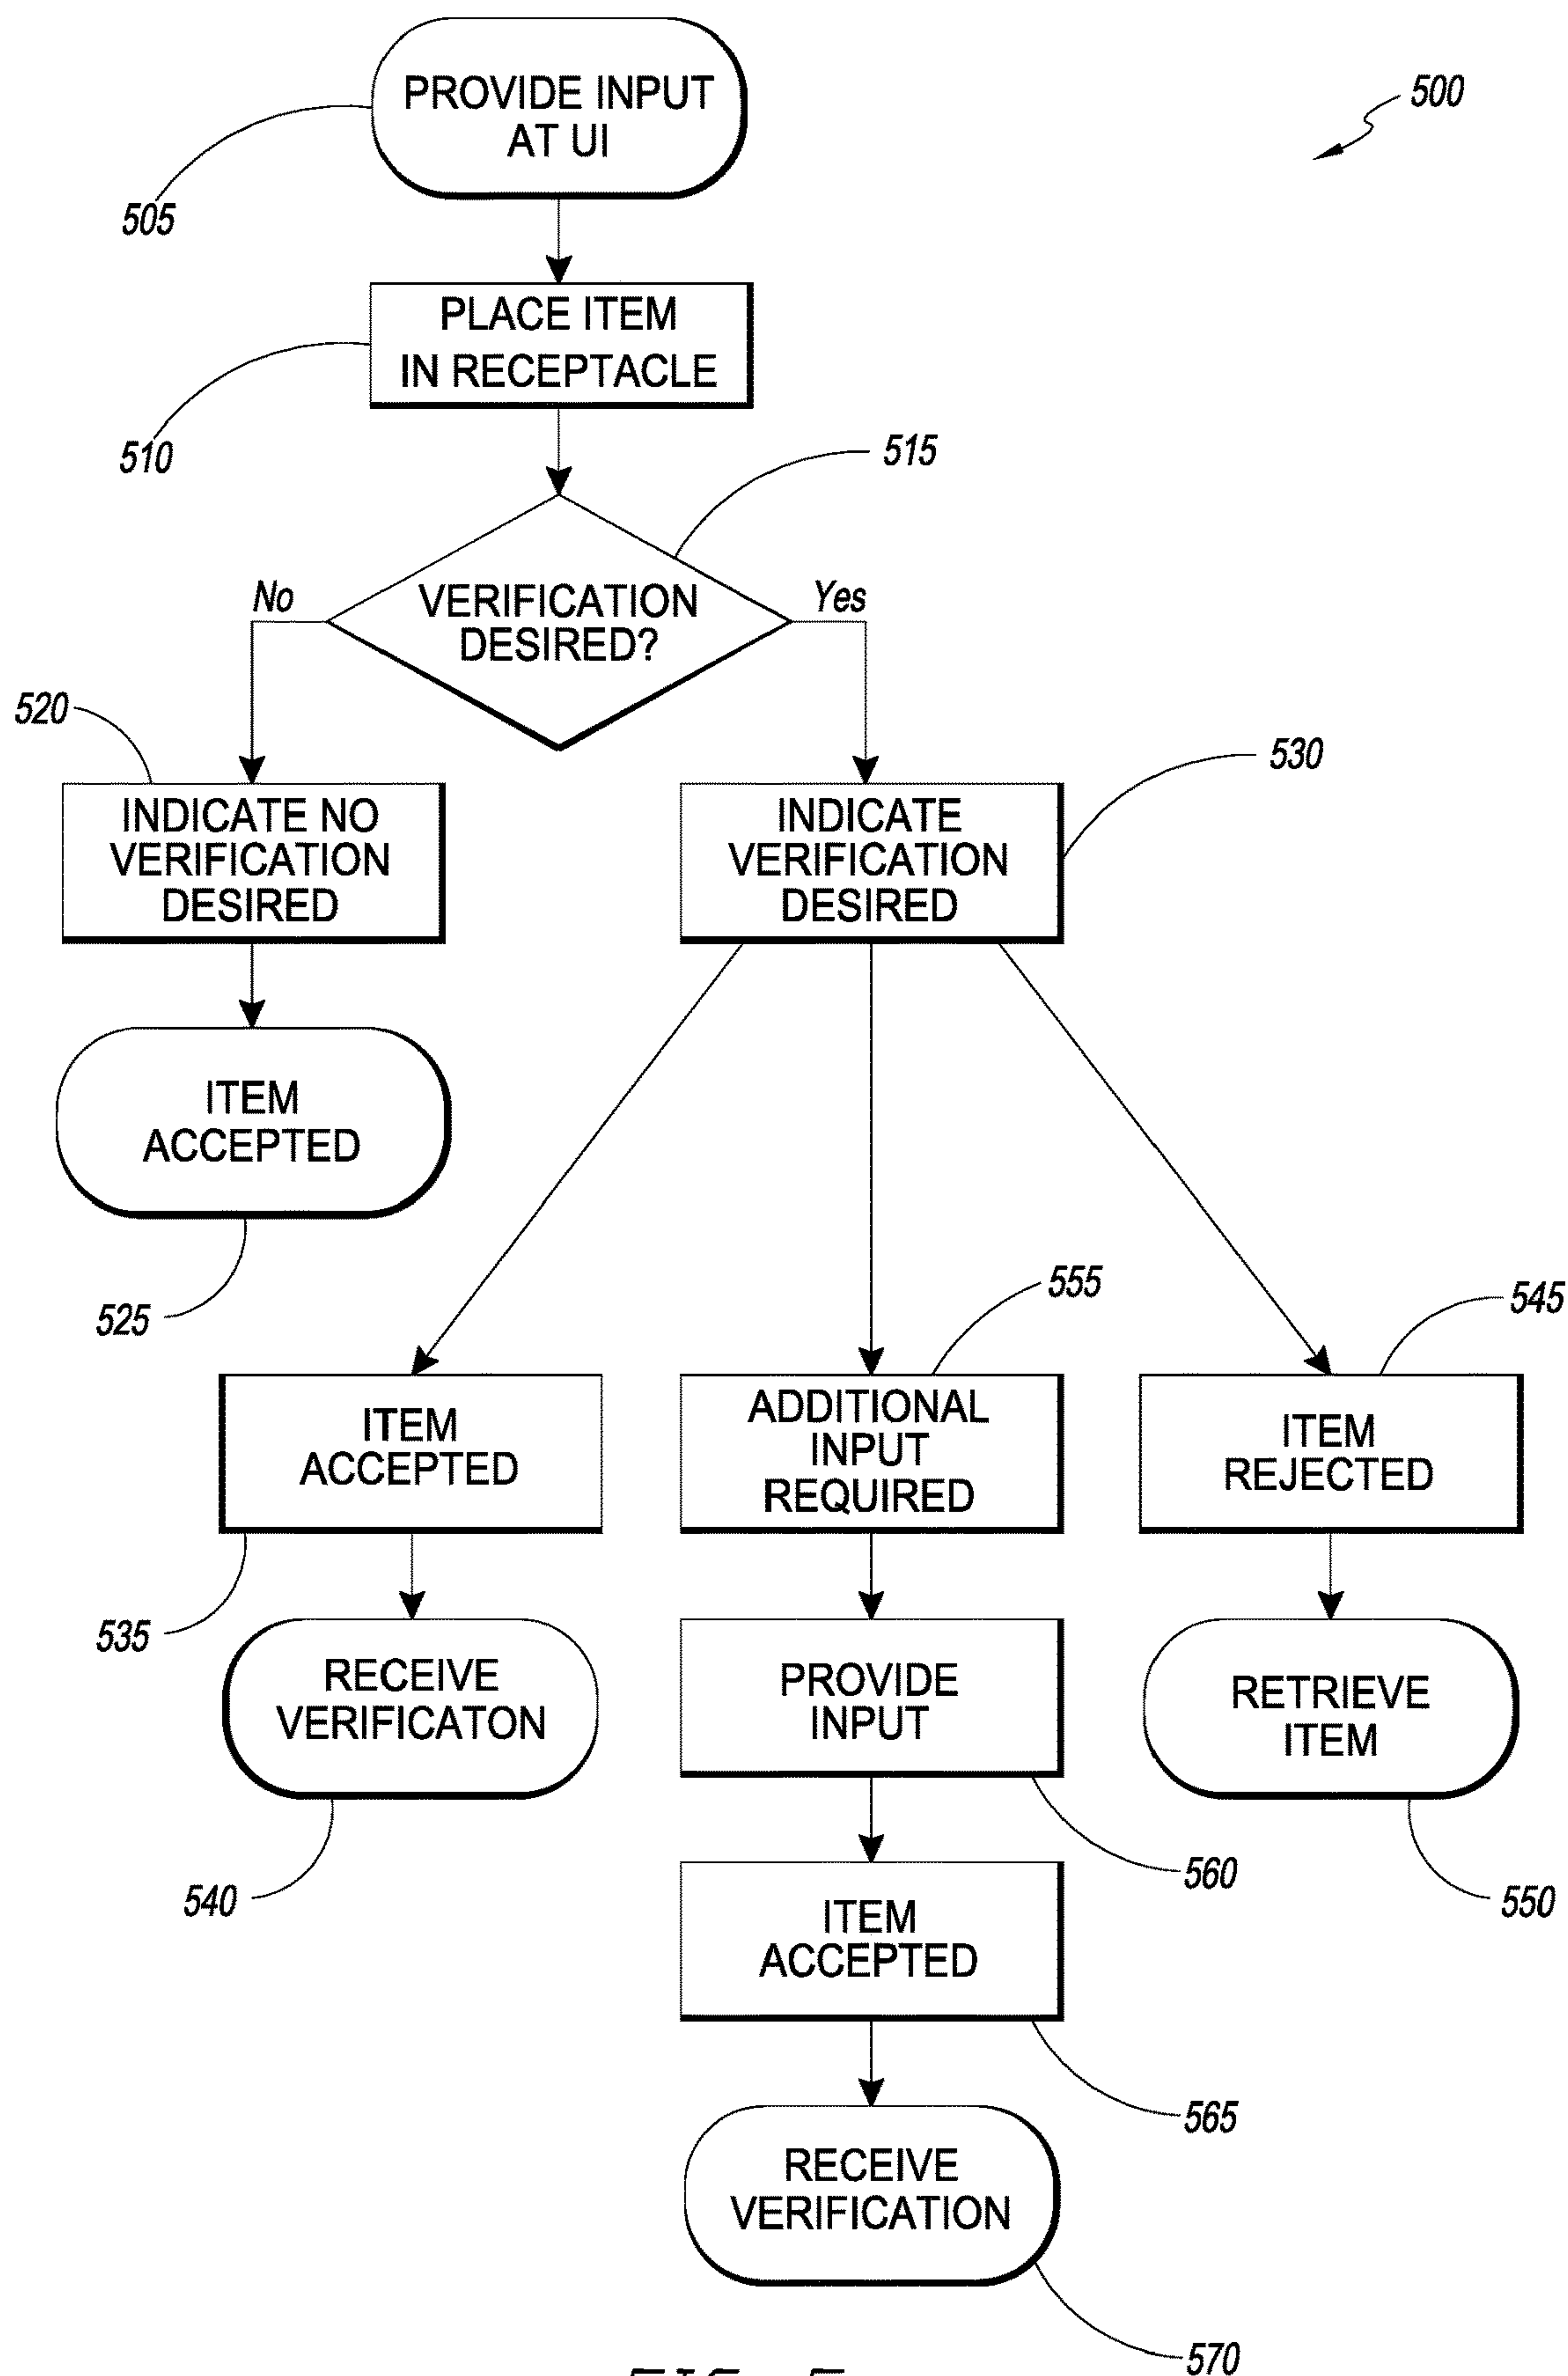 PROVIDE INPUT
AT UI
500
505
PLACE ITEM
IN RECEPTACLE
510
515
No
VERIFICATION
DESIRED?
Yes
520
530
INDICATE NO
VERIFICATION
DESIRED
INDICATE
VERIFICATION
DESIRED
ITEM
ACCEPTED
525
555
545
ITEM
ACCEPTED
ADDITIONAL
INPUT
REQUIRED
ITEM
REJECTED
535
RECEIVE
VERIFICATON
PROVIDE
INPUT
RETRIEVE
ITEM
540
560
550
ITEM
ACCEPTED
565
RECEIVE
VERIFICATION
570